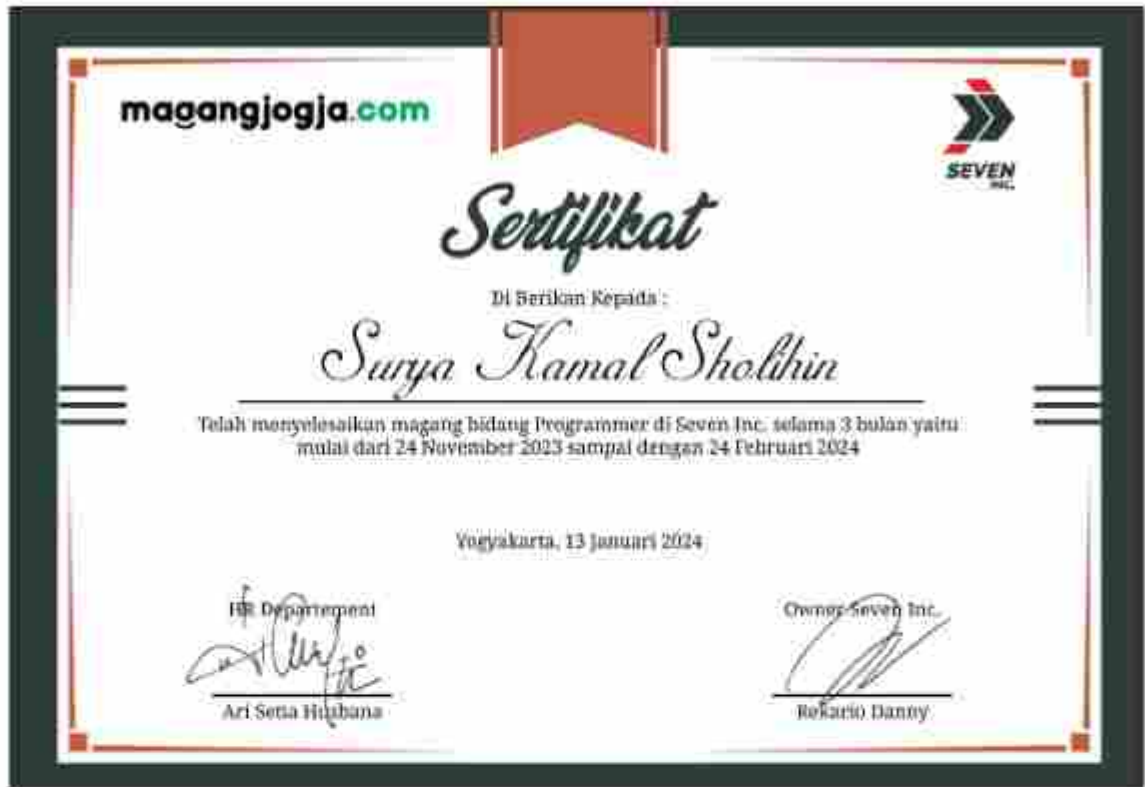 magangjogja.com
SEVEN
INC.
Sertifikat
Di Berikan Kepada :
Surya Kamal Sholihin
Telah menyelesaikan magang bidang Programmer di Seven Inc. selama 3 bulan yaitu
mulai dari 24 November 2023 sampai dengan 24 Februari 2024
Yogyakarta, 13 Januari 2024
HR Departement
Owner Seven Inc.
Ari Setia Husbana
Rekario Danny